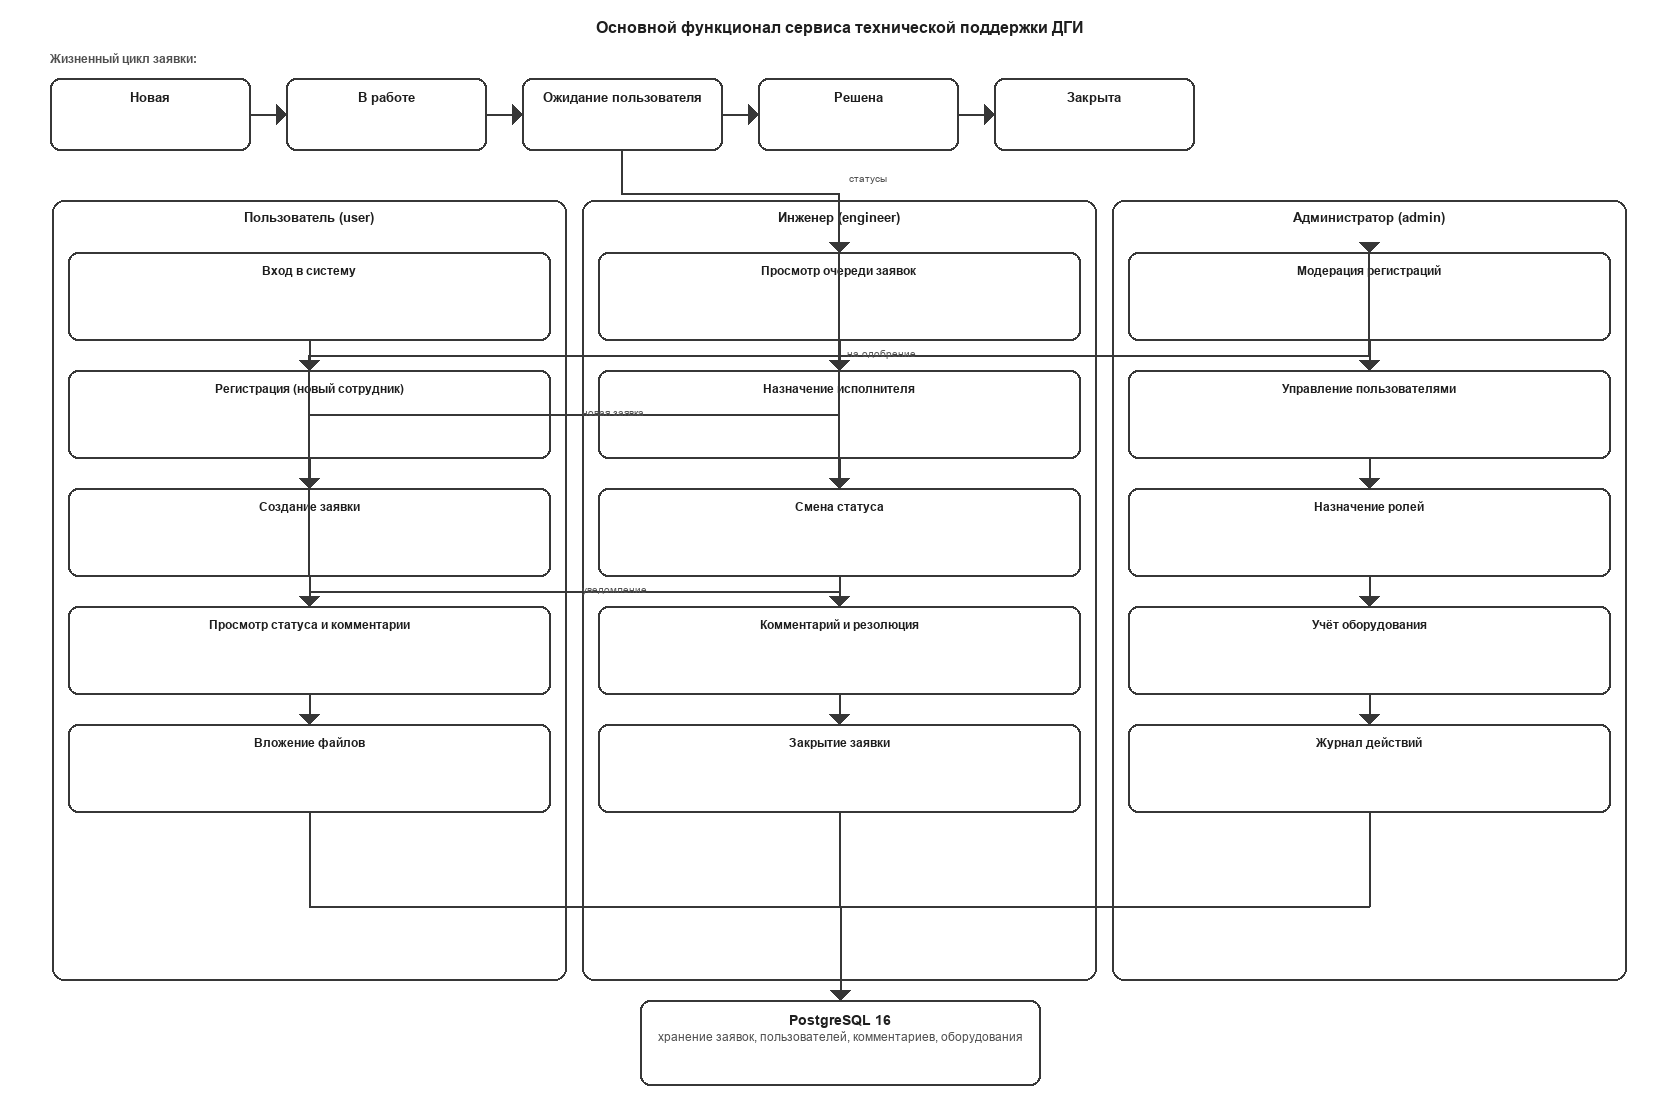 Основной функционал сервиса технической поддержки ДГИ
Жизненный цикл заявки:
Новая
В работе
Ожидание пользователя
Решена
Закрыта
статусы
Пользователь (user)
Инженер (engineer)
Администратор (admin)
Вход в систему
Просмотр очереди заявок
Модерация регистраций
на одобрение
Регистрация (новый сотрудник)
Назначение исполнителя
Управление пользователями
новая заявка
Создание заявки
Смена статуса
Назначение ролей
уведомление
Просмотр статуса и комментарии
Комментарий и резолюция
Учёт оборудования
Вложение файлов
Закрытие заявки
Журнал действий
PostgreSQL 16
хранение заявок, пользователей, комментариев, оборудования